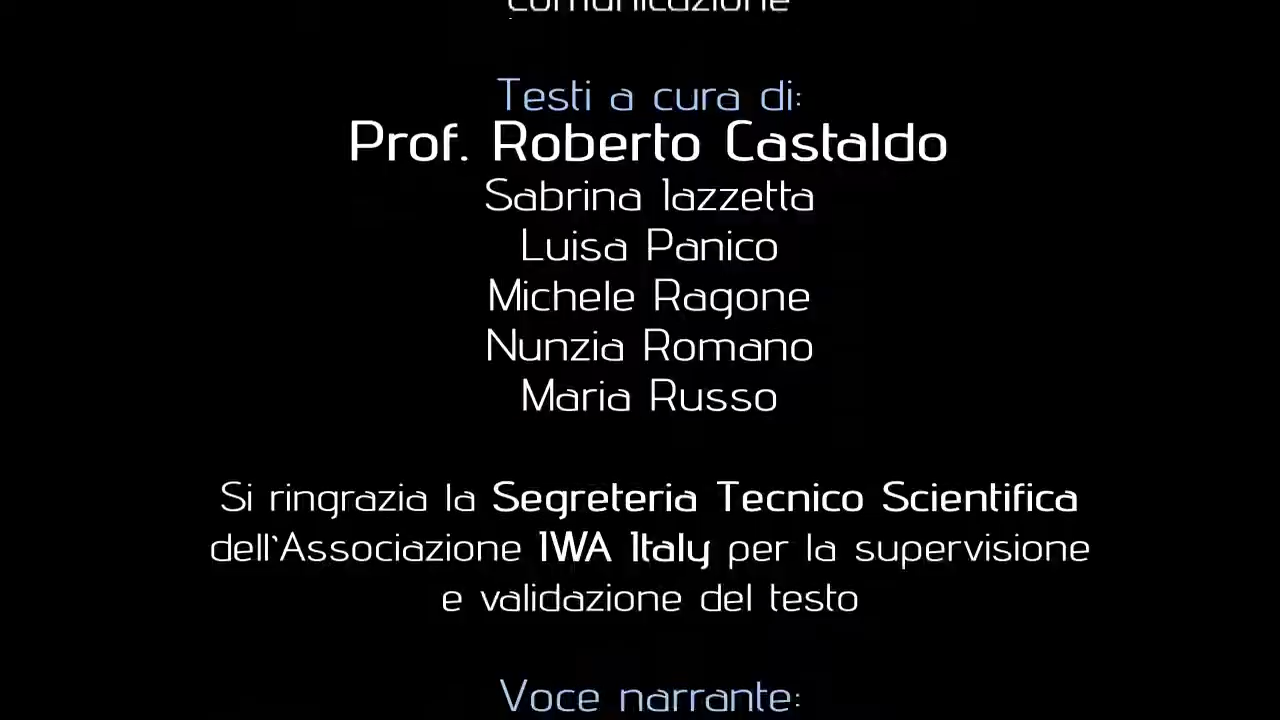 comunicazione
Testi a cura di:
Prof. Roberto Castaldo
Sabrina Iazzetta
Luisa Panico
Michele Ragone
Nunzia Romano
Maria Russo
Si ringrazia la Segreteria Tecnico Scientifica
dell'Associazione IWA Italy per la supervisione
e validazione del testo
Voce narrante: